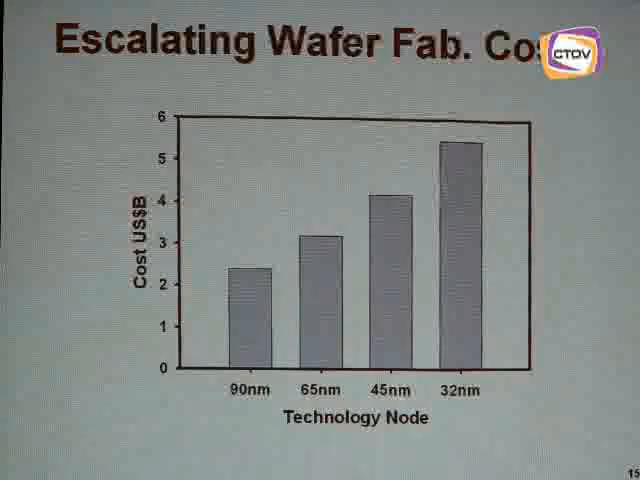 Escalating Wafer Fab. Cos
CTOV
6
5
4
3
2
1
0
Cost US$B
90nm 65nm 45nm 32nm
Technology Node
15